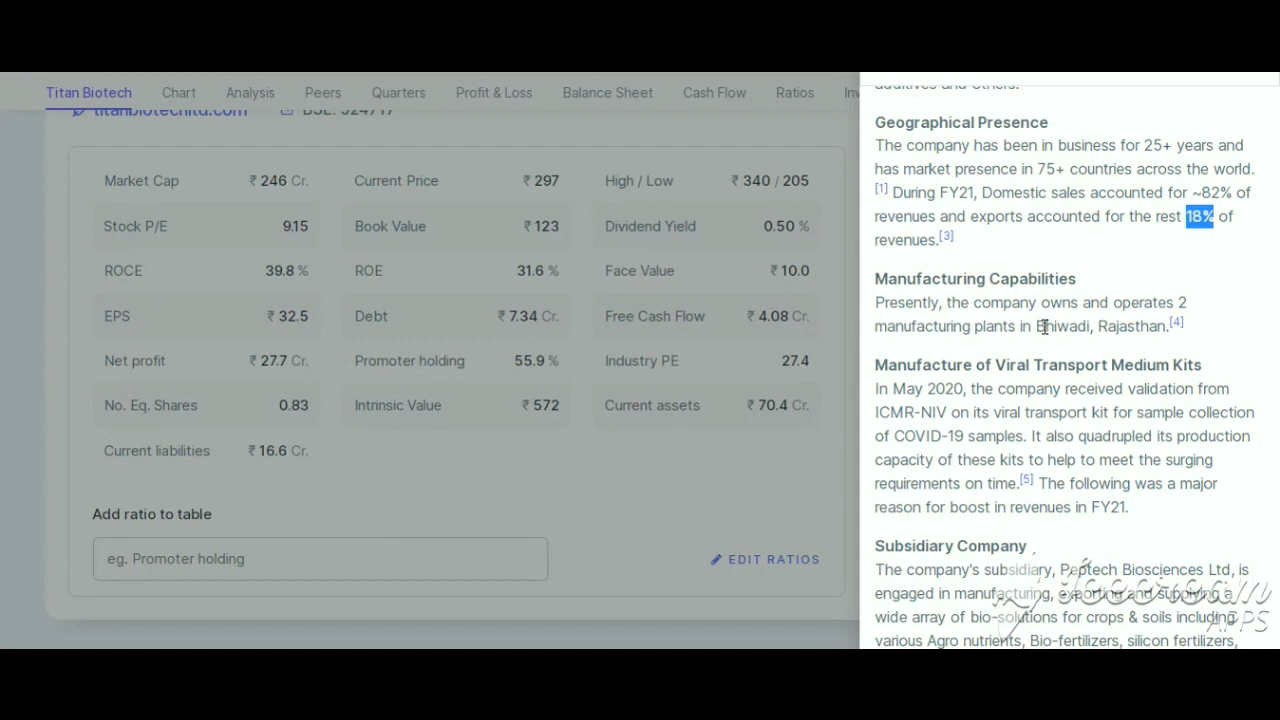 Titan Biotech Chart Analysis Peers Quarters Profit & Loss Balance Sheet Cash Flow Ratios
titanbiotechltd.com BSE: 524717
Market Cap ₹ 246 Cr.
Current Price ₹ 297
High / Low ₹ 340 / 205
Stock P/E 9.15
Book Value ₹ 123
Dividend Yield 0.50 %
ROCE 39.8 %
ROE 31.6 %
Face Value ₹ 10.0
EPS ₹ 32.5
Debt ₹ 7.34 Cr.
Free Cash Flow ₹ 4.08 Cr.
Net profit ₹ 27.7 Cr.
Promoter holding 55.9 %
Industry PE 27.4
No. Eq. Shares 0.83
Intrinsic Value ₹ 572
Current assets ₹ 70.4 Cr.
Current liabilities ₹ 16.6 Cr.
Add ratio to table
eg. Promoter holding
EDIT RATIOS
additives and Others.
Geographical Presence
The company has been in business for 25+ years and
has market presence in 75+ countries across the world.
[1] During FY21, Domestic sales accounted for ~82% of
revenues and exports accounted for the rest 18% of
revenues.[3]
Manufacturing Capabilities
Presently, the company owns and operates 2
manufacturing plants in Bhiwadi, Rajasthan.[4]
Manufacture of Viral Transport Medium Kits
In May 2020, the company received validation from
ICMR-NIV on its viral transport kit for sample collection
of COVID-19 samples. It also quadrupled its production
capacity of these kits to help to meet the surging
requirements on time.[5] The following was a major
reason for boost in revenues in FY21.
Subsidiary Company
The company's subsidiary, Peptech Biosciences Ltd, is
engaged in manufacturing, exporting and supplying a
wide array of bio-solutions for crops & soils including
various Agro nutrients, Bio-fertilizers, silicon fertilizers,
APPS